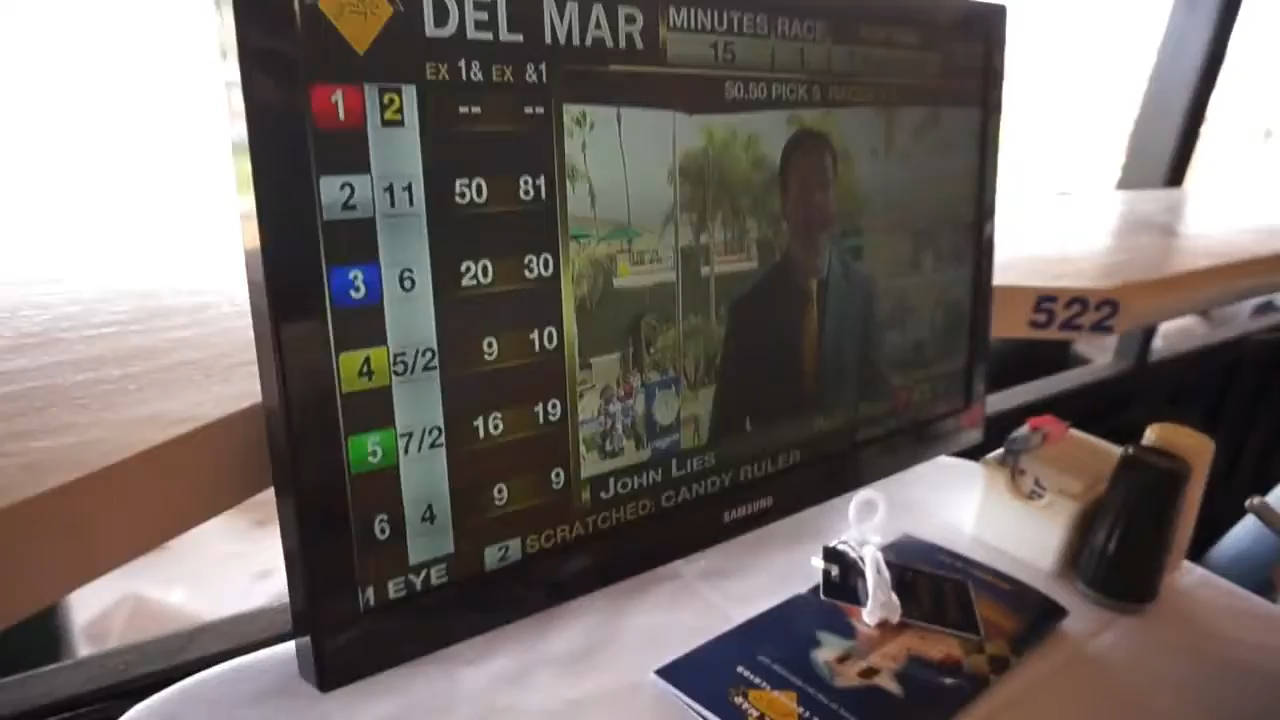 DEL MAR
MINUTES RACE
15 1
EX 1& EX &1
$0.50 PICK 5
1 2 -- --
2 11 50 81
3 6 20 30
4 5/2 9 10
5 7/2 16 19
6 4 9 9
JOHN LIES
2 SCRATCHED: CANDY RULER
EYE
SAMSUNG
522